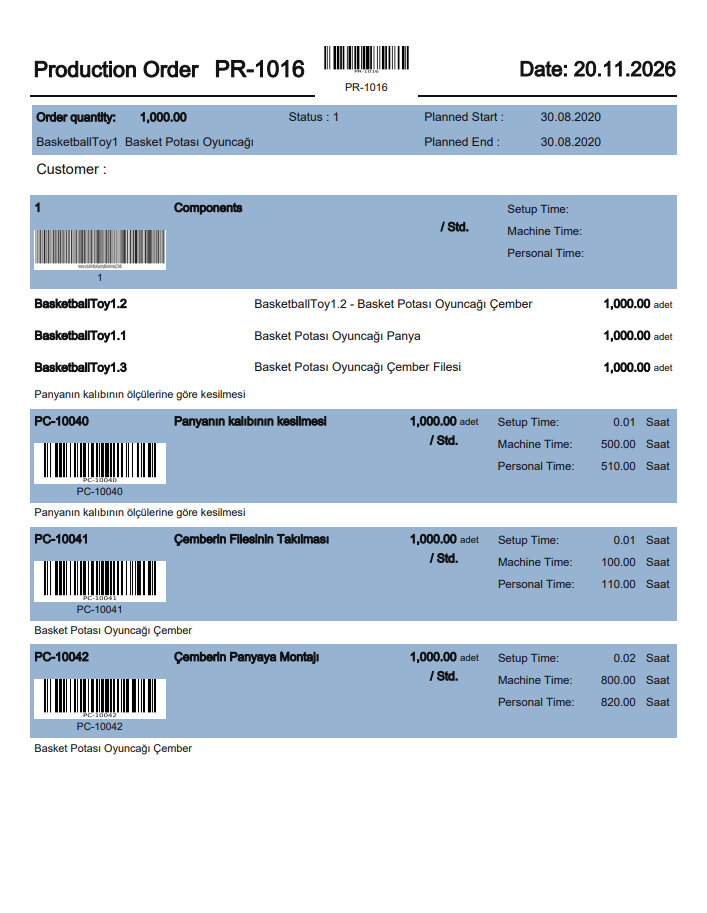 Production Order PR-1016 Date: 20.11.2026
PR-1016
PR-1016
Order quantity: 1,000.00 Status : 1 Planned Start : 30.08.2020
BasketballToy1 Basket Potası Oyuncağı Planned End : 30.08.2020
Customer :
1 Components Setup Time:
/ Std. Machine Time:
Personal Time:
1
BasketballToy1.2 BasketballToy1.2 - Basket Potası Oyuncağı Çember 1,000.00 adet
BasketballToy1.1 Basket Potası Oyuncağı Panya 1,000.00 adet
BasketballToy1.3 Basket Potası Oyuncağı Çember Filesi 1,000.00 adet
Panyanın kalıbının ölçülerine göre kesilmesi
PC-10040 Panyanın kalıbının kesilmesi 1,000.00 adet Setup Time: 0.01 Saat
/ Std. Machine Time: 500.00 Saat
Personal Time: 510.00 Saat
PC-10040
PC-10040
Panyanın kalıbının ölçülerine göre kesilmesi
PC-10041 Çemberin Filesinin Takılması 1,000.00 adet Setup Time: 0.01 Saat
/ Std. Machine Time: 100.00 Saat
Personal Time: 110.00 Saat
PC-10041
PC-10041
Basket Potası Oyuncağı Çember
PC-10042 Çemberin Panyaya Montajı 1,000.00 adet Setup Time: 0.02 Saat
/ Std. Machine Time: 800.00 Saat
Personal Time: 820.00 Saat
PC-10042
PC-10042
Basket Potası Oyuncağı Çember